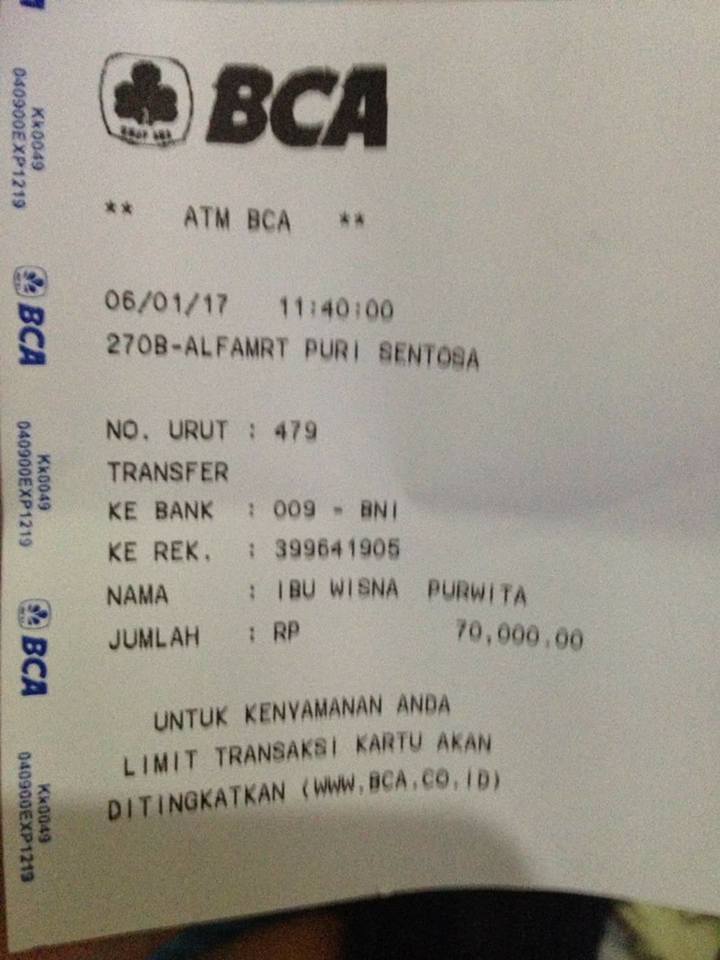 BCA
** ATM BCA **
06/01/17 11:40:00
270B-ALFAMRT PURI SENTOSA
NO. URUT : 479
TRANSFER
KE BANK : 009 - BNI
KE REK. : 399641905
NAMA : IBU WISNA PURWITA
JUMLAH : RP 70,000.00
UNTUK KENYAMANAN ANDA
LIMIT TRANSAKSI KARTU AKAN
DITINGKATKAN (WWW.BCA.CO.ID)
Kk0049
040900EXP1219
BCA
Kk0049
040900EXP1219
BCA
Kk0049
040900EXP1219